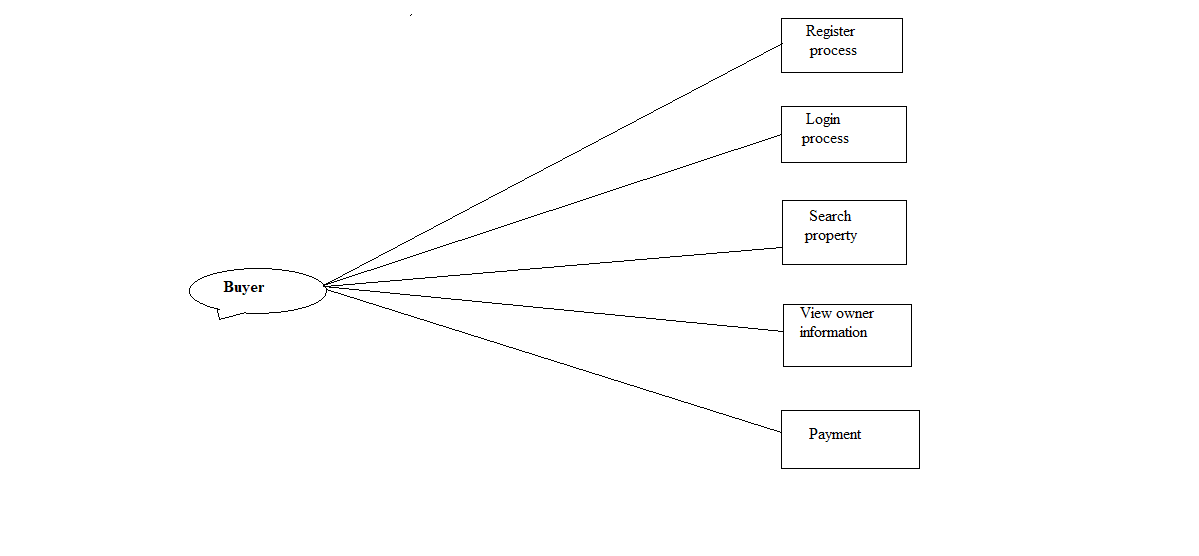 Register
process
Login
process
Search
property
Buyer
View owner
information
Payment